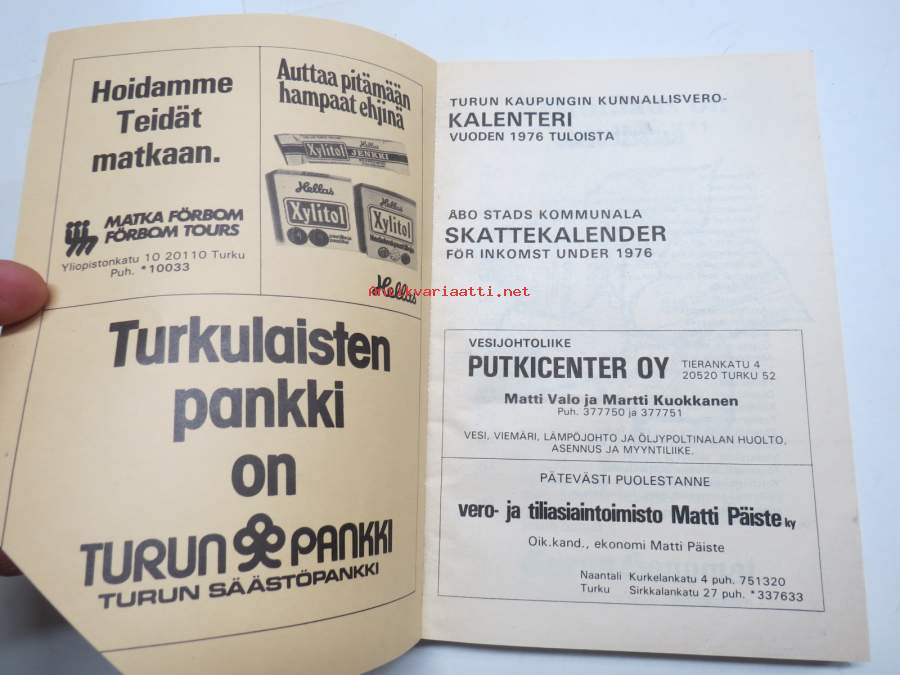 Hoidamme
Teidät
matkaan.
MATKA FÖRBOM
FÖRBOM TOURS
Yliopistonkatu 10 20110 Turku
Puh. *10033
Auttaa pitämään
hampaat ehjinä
Hellas
Xylitol JENKKI
Hellas
Xylitol
Hellas
Xylitol
Hellas
Turkulaisten
pankki
on
TURUN PANKKI
TURUN SÄÄSTÖPANKKI
antikvariaatti.net
TURUN KAUPUNGIN KUNNALLISVERO-
KALENTERI
VUODEN 1976 TULOISTA
ÅBO STADS KOMMUNALA
SKATTEKALENDER
FÖR INKOMST UNDER 1976
VESIJOHTOLIIKE
PUTKICENTER OY TIERANKATU 4
20520 TURKU 52
Matti Valo ja Martti Kuokkanen
Puh. 377750 ja 377751
VESI, VIEMÄRI, LÄMPÖJOHTO JA ÖLJYPOLTINALAN HUOLTO,
ASENNUS JA MYYNTILIIKE.
PÄTEVÄSTI PUOLESTANNE
vero- ja tiliasiaintoimisto Matti Päiste ky
Oik.kand., ekonomi Matti Päiste
Naantali Kurkelankatu 4 puh. 751320
Turku Sirkkalankatu 27 puh. *337633